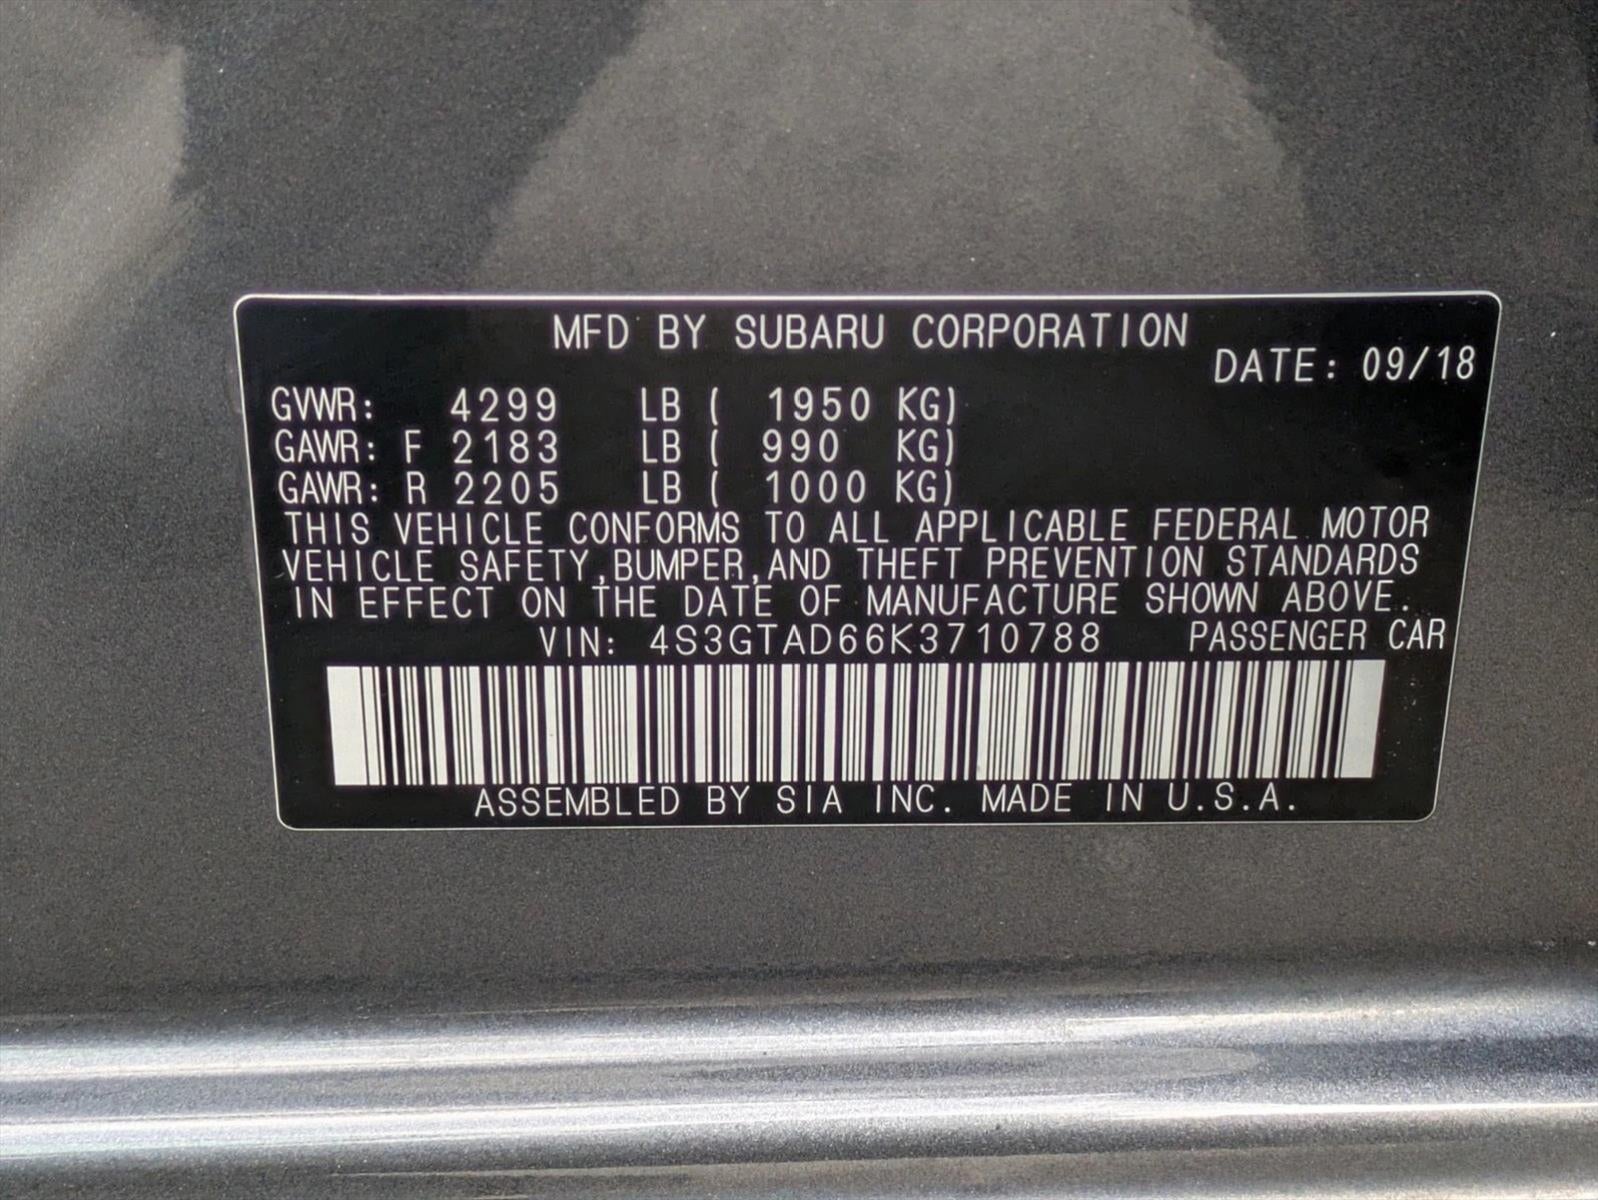 MFD BY SUBARU CORPORATION
DATE: 09/18
GVWR: 4299 LB ( 1950 KG)
GAWR: F 2183 LB ( 990 KG)
GAWR: R 2205 LB ( 1000 KG)
THIS VEHICLE CONFORMS TO ALL APPLICABLE FEDERAL MOTOR
VEHICLE SAFETY,BUMPER,AND THEFT PREVENTION STANDARDS
IN EFFECT ON THE DATE OF MANUFACTURE SHOWN ABOVE.
VIN: 4S3GTAD66K3710788 PASSENGER CAR
ASSEMBLED BY SIA INC. MADE IN U.S.A.